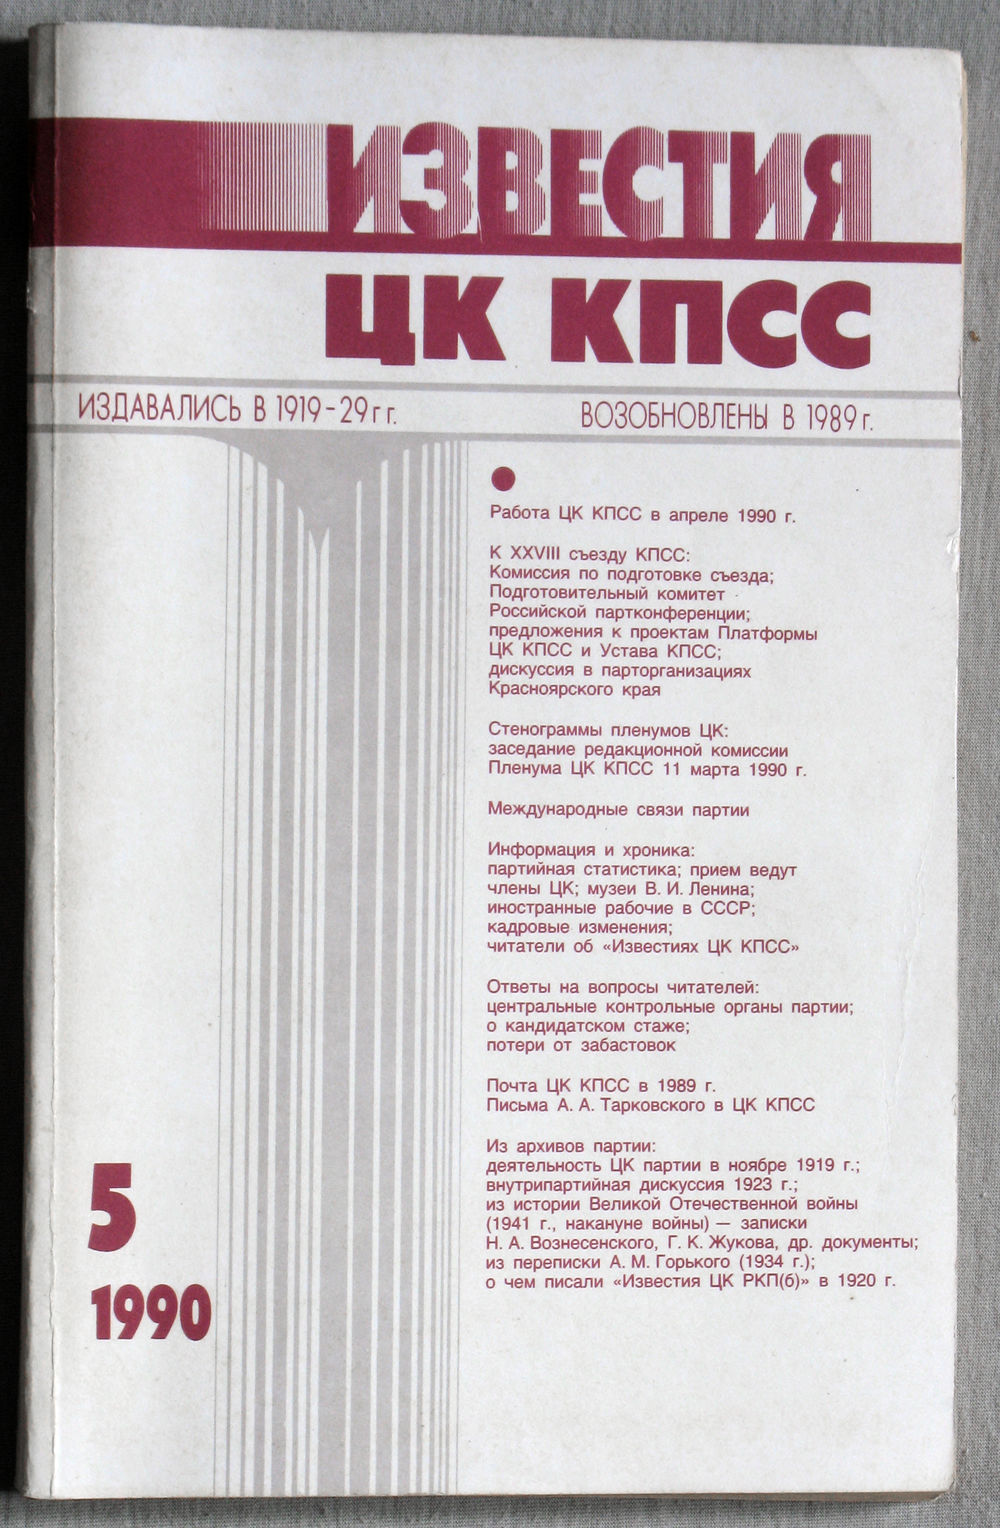 ИЗВЕСТИЯ
ЦК КПСС
ИЗДАВАЛИСЬ В 1919-29гг. ВОЗОБНОВЛЕНЫ В 1989г.
Работа ЦК КПСС в апреле 1990 г.
К XXVIII съезду КПСС:
Комиссия по подготовке съезда;
Подготовительный комитет
Российской партконференции;
предложения к проектам Платформы
ЦК КПСС и Устава КПСС;
дискуссия в парторганизациях
Красноярского края
Стенограммы пленумов ЦК:
заседание редакционной комиссии
Пленума ЦК КПСС 11 марта 1990 г.
Международные связи партии
Информация и хроника:
партийная статистика; прием ведут
члены ЦК; музеи В. И. Ленина;
иностранные рабочие в СССР;
кадровые изменения;
читатели об «Известиях ЦК КПСС»
Ответы на вопросы читателей:
центральные контрольные органы партии;
о кандидатском стаже;
потери от забастовок
Почта ЦК КПСС в 1989 г.
Письма А. А. Тарковского в ЦК КПСС
Из архивов партии:
деятельность ЦК партии в ноябре 1919 г.;
внутрипартийная дискуссия 1923 г.;
из истории Великой Отечественной войны
(1941 г., накануне войны) — записки
Н. А. Вознесенского, Г. К. Жукова, др. документы;
из переписки А. М. Горького (1934 г.);
о чем писали «Известия ЦК РКП(б)» в 1920 г.
5
1990